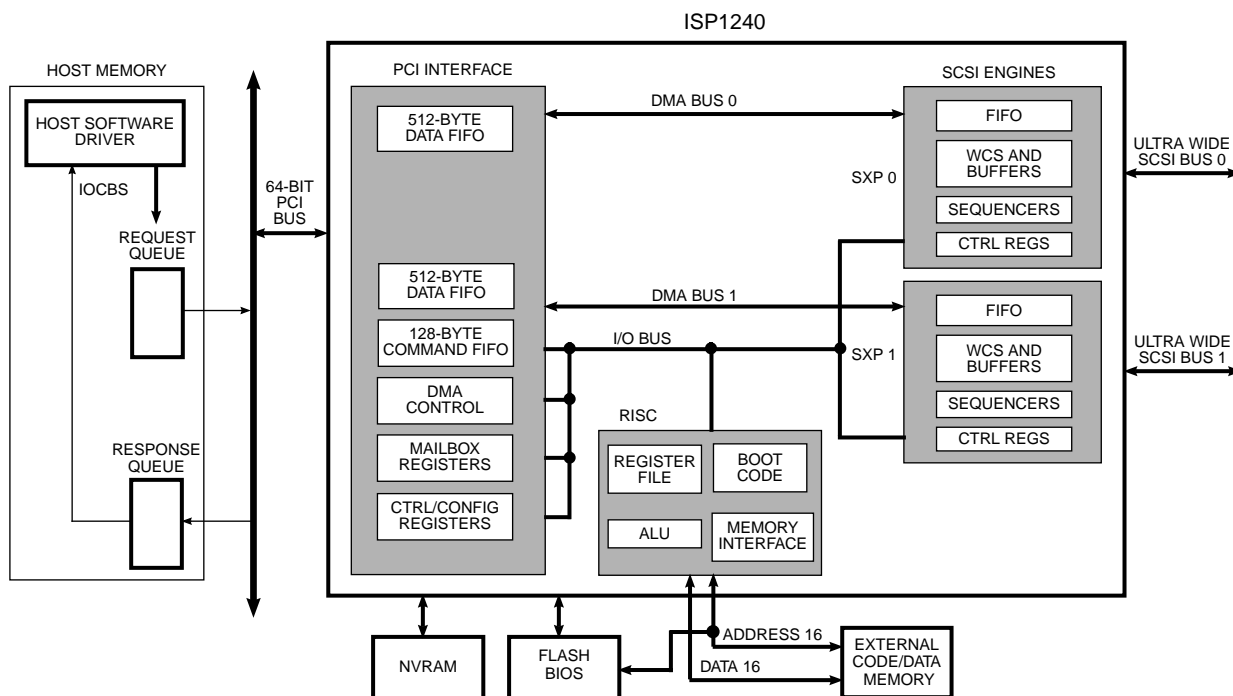 ISP1240
HOST MEMORY
HOST SOFTWARE
DRIVER
IOCBS
REQUEST
QUEUE
RESPONSE
QUEUE
64-BIT
PCI
BUS
PCI INTERFACE
512-BYTE
DATA FIFO
512-BYTE
DATA FIFO
128-BYTE
COMMAND FIFO
DMA
CONTROL
MAILBOX
REGISTERS
CTRL/CONFIG
REGISTERS
DMA BUS 0
DMA BUS 1
I/O BUS
RISC
REGISTER
FILE
BOOT
CODE
ALU
MEMORY
INTERFACE
SCSI ENGINES
SXP 0
FIFO
WCS AND
BUFFERS
SEQUENCERS
CTRL REGS
SXP 1
FIFO
WCS AND
BUFFERS
SEQUENCERS
CTRL REGS
ULTRA WIDE
SCSI BUS 0
ULTRA WIDE
SCSI BUS 1
NVRAM
FLASH
BIOS
ADDRESS 16
DATA 16
EXTERNAL
CODE/DATA
MEMORY